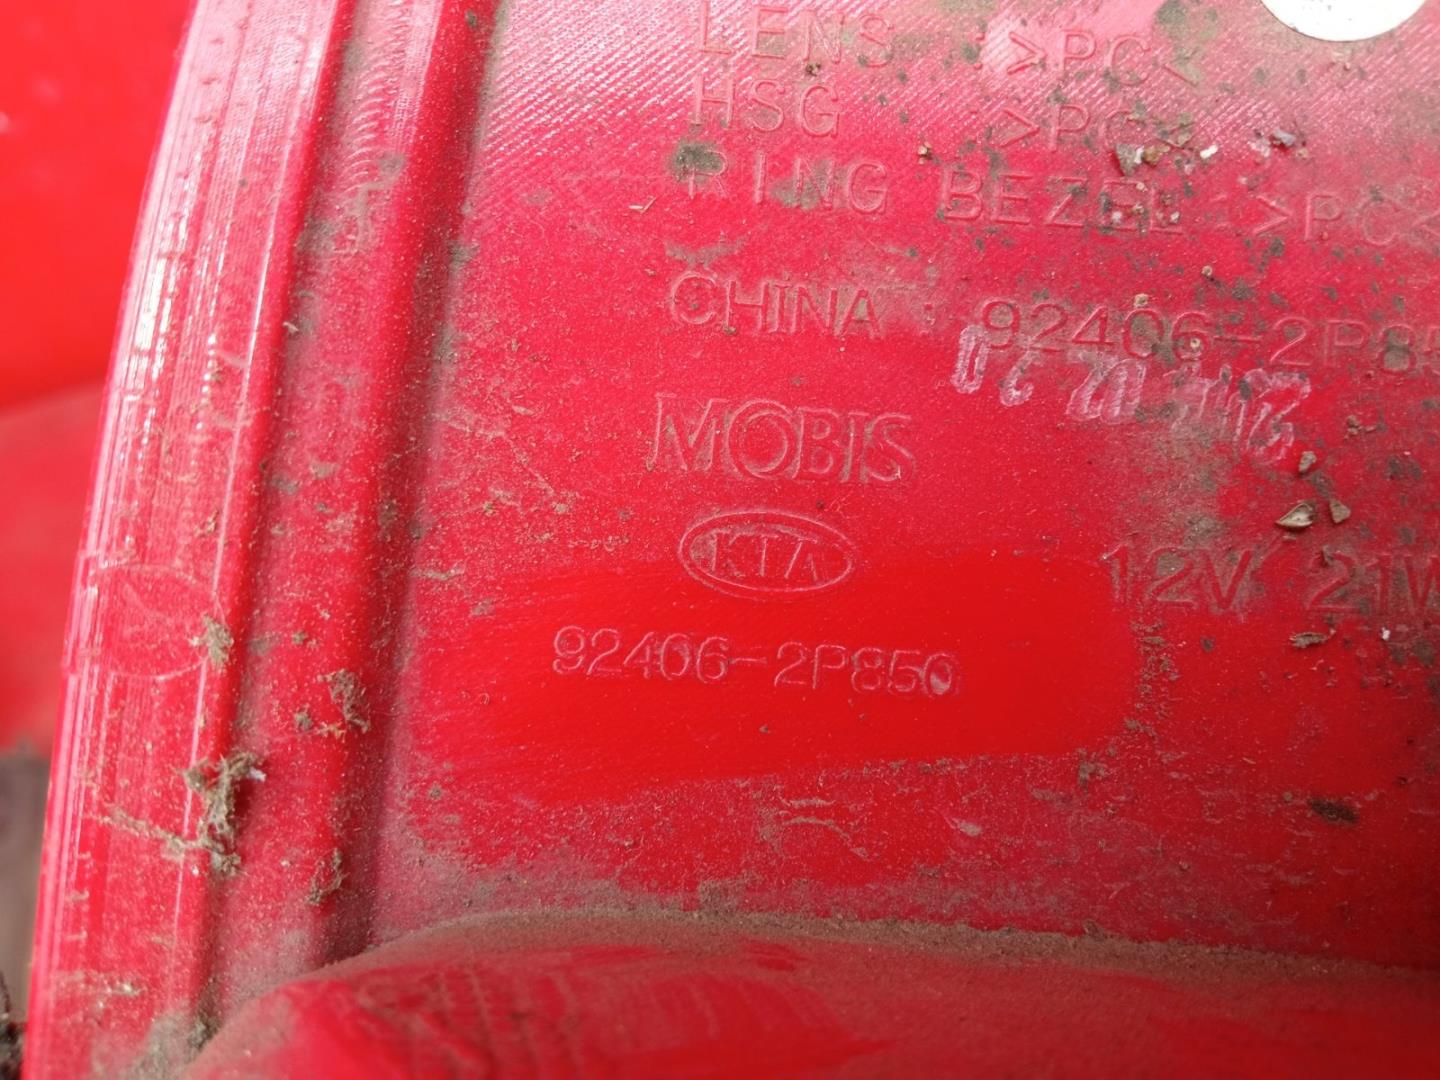 LENS :>PC<
HSG :>PC<
RING BEZEL :>PC<
CHINA : 92406-2P85
MOBIS
KIA
12V 21W
92406-2P850